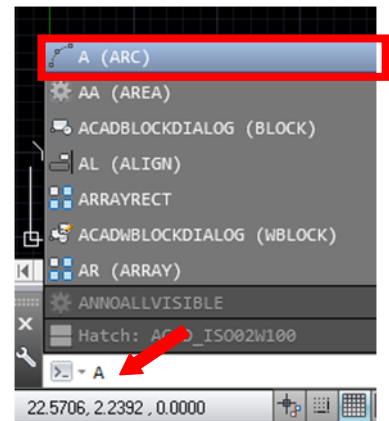 A (ARC)
AA (AREA)
ACADBLOCKDIALOG (BLOCK)
AL (ALIGN)
ARRAYRECT
ACADWBLOCKDIALOG (WBLOCK)
AR (ARRAY)
ANNOALLVISIBLE
Hatch: ACAD_ISO02W100
A
22.5706, 2.2392 , 0.0000